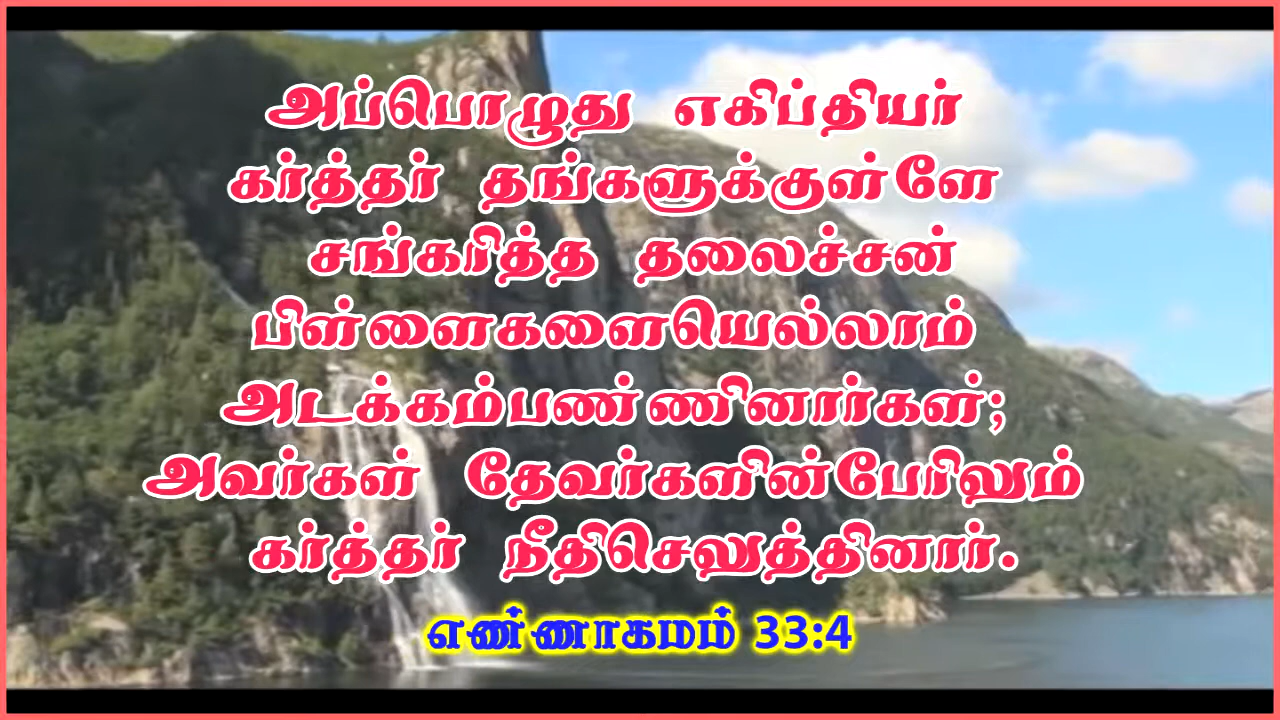 அப்பொழுது எகிப்தியர்
கர்த்தர் தங்களுக்குள்ளே
சங்கரித்த தலைச்சன்
பிள்ளைகளையெல்லாம்
அடக்கம்பண்ணினார்கள்;
அவர்கள் தேவர்களின்பேரிலும்
கர்த்தர் நீதிசெலுத்தினார்.
எண்ணாகமம் 33:4